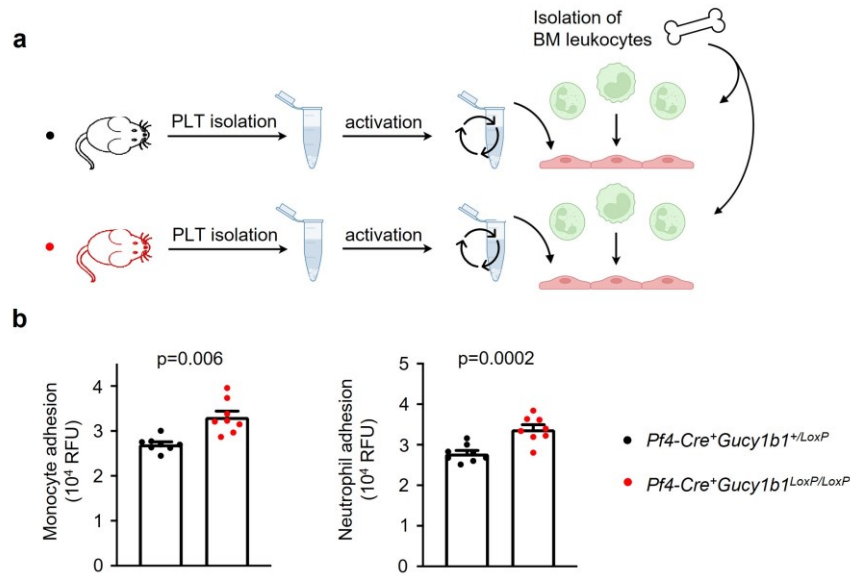 a
Isolation of
BM leukocytes
PLT isolation
activation
PLT isolation
activation
b
p=0.006
Monocyte adhesion
(10⁴ RFU)
4
3
2
1
0
p=0.0002
Neutrophil adhesion
(10⁴ RFU)
5
4
3
2
1
0
Pf4-Cre⁺Gucy1b1⁺/ᴸᵒˣᴾ
Pf4-Cre⁺Gucy1b1ᴸᵒˣᴾ/ᴸᵒˣᴾ